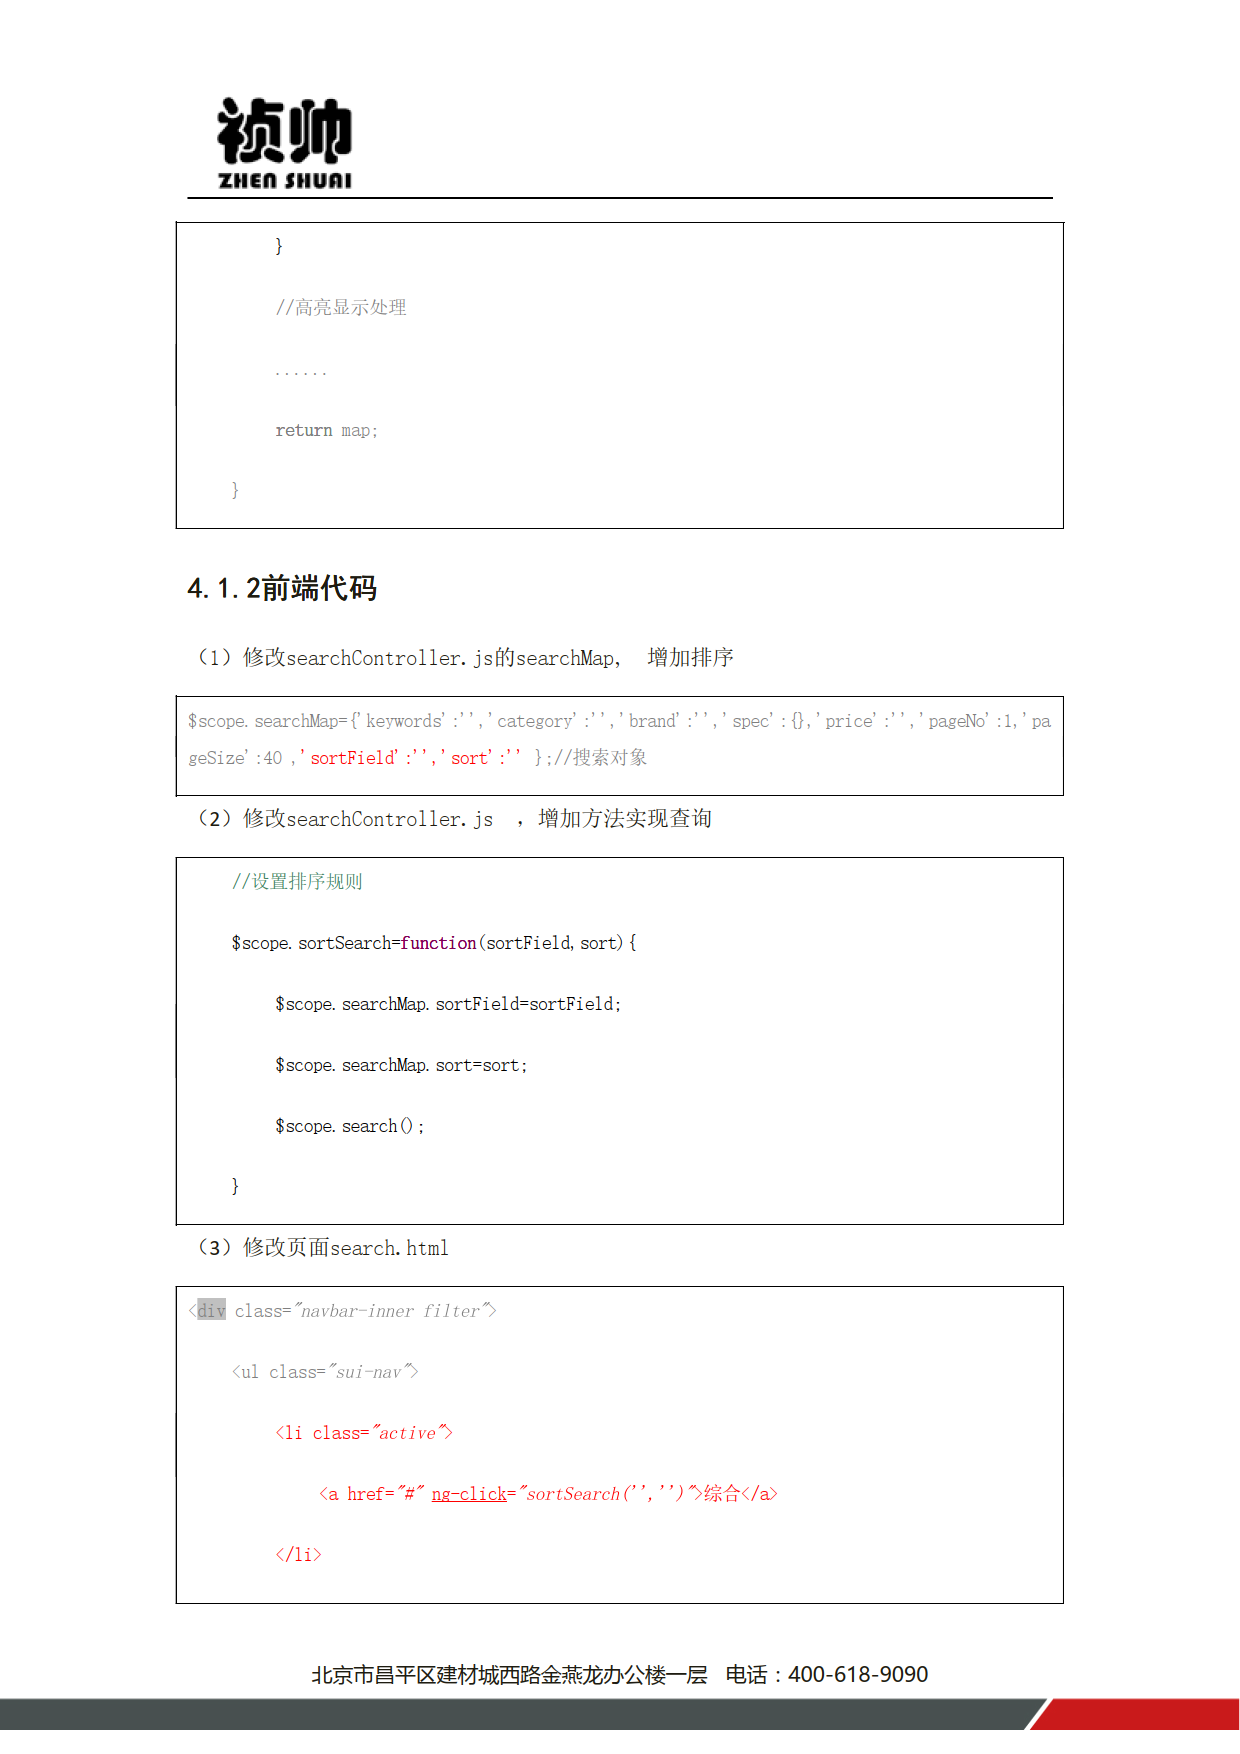 祯帅
ZHEN SHUAI
}
//高亮显示处理
......
return map;
}
4.1.2前端代码
（1）修改searchController.js的searchMap, 增加排序
$scope.searchMap={'keywords':'','category':'','brand':'','spec':{},'price':'','pageNo':1,'pa
geSize':40 ,'sortField':'','sort':'' };//搜索对象
（2）修改searchController.js ，增加方法实现查询
//设置排序规则
$scope.sortSearch=function(sortField,sort){
$scope.searchMap.sortField=sortField;
$scope.searchMap.sort=sort;
$scope.search();
}
（3）修改页面search.html
<div class="navbar-inner filter">
<ul class="sui-nav">
<li class="active">
<a href="#" ng-click="sortSearch('','')">综合</a>
</li>
北京市昌平区建材城西路金燕龙办公楼一层 电话：400-618-9090